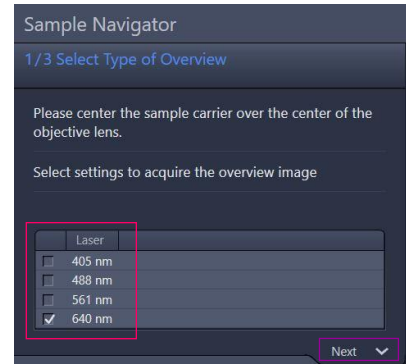 Sample Navigator
1/3 Select Type of Overview
Please center the sample carrier over the center of the
objective lens.
Select settings to acquire the overview image
Laser
405 nm
488 nm
561 nm
640 nm
Next